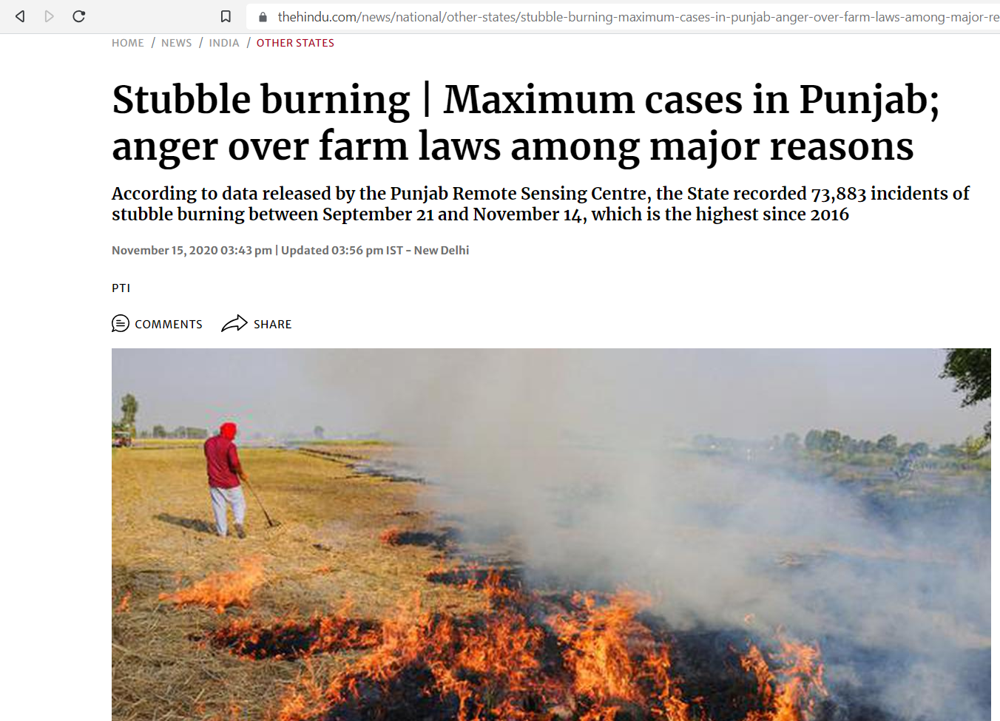 thehindu.com/news/national/other-states/stubble-burning-maximum-cases-in-punjab-anger-over-farm-laws-among-major-re
HOME / NEWS / INDIA / OTHER STATES
Stubble burning | Maximum cases in Punjab;
anger over farm laws among major reasons
According to data released by the Punjab Remote Sensing Centre, the State recorded 73,883 incidents of
stubble burning between September 21 and November 14, which is the highest since 2016
November 15, 2020 03:43 pm | Updated 03:56 pm IST - New Delhi
PTI
COMMENTS SHARE